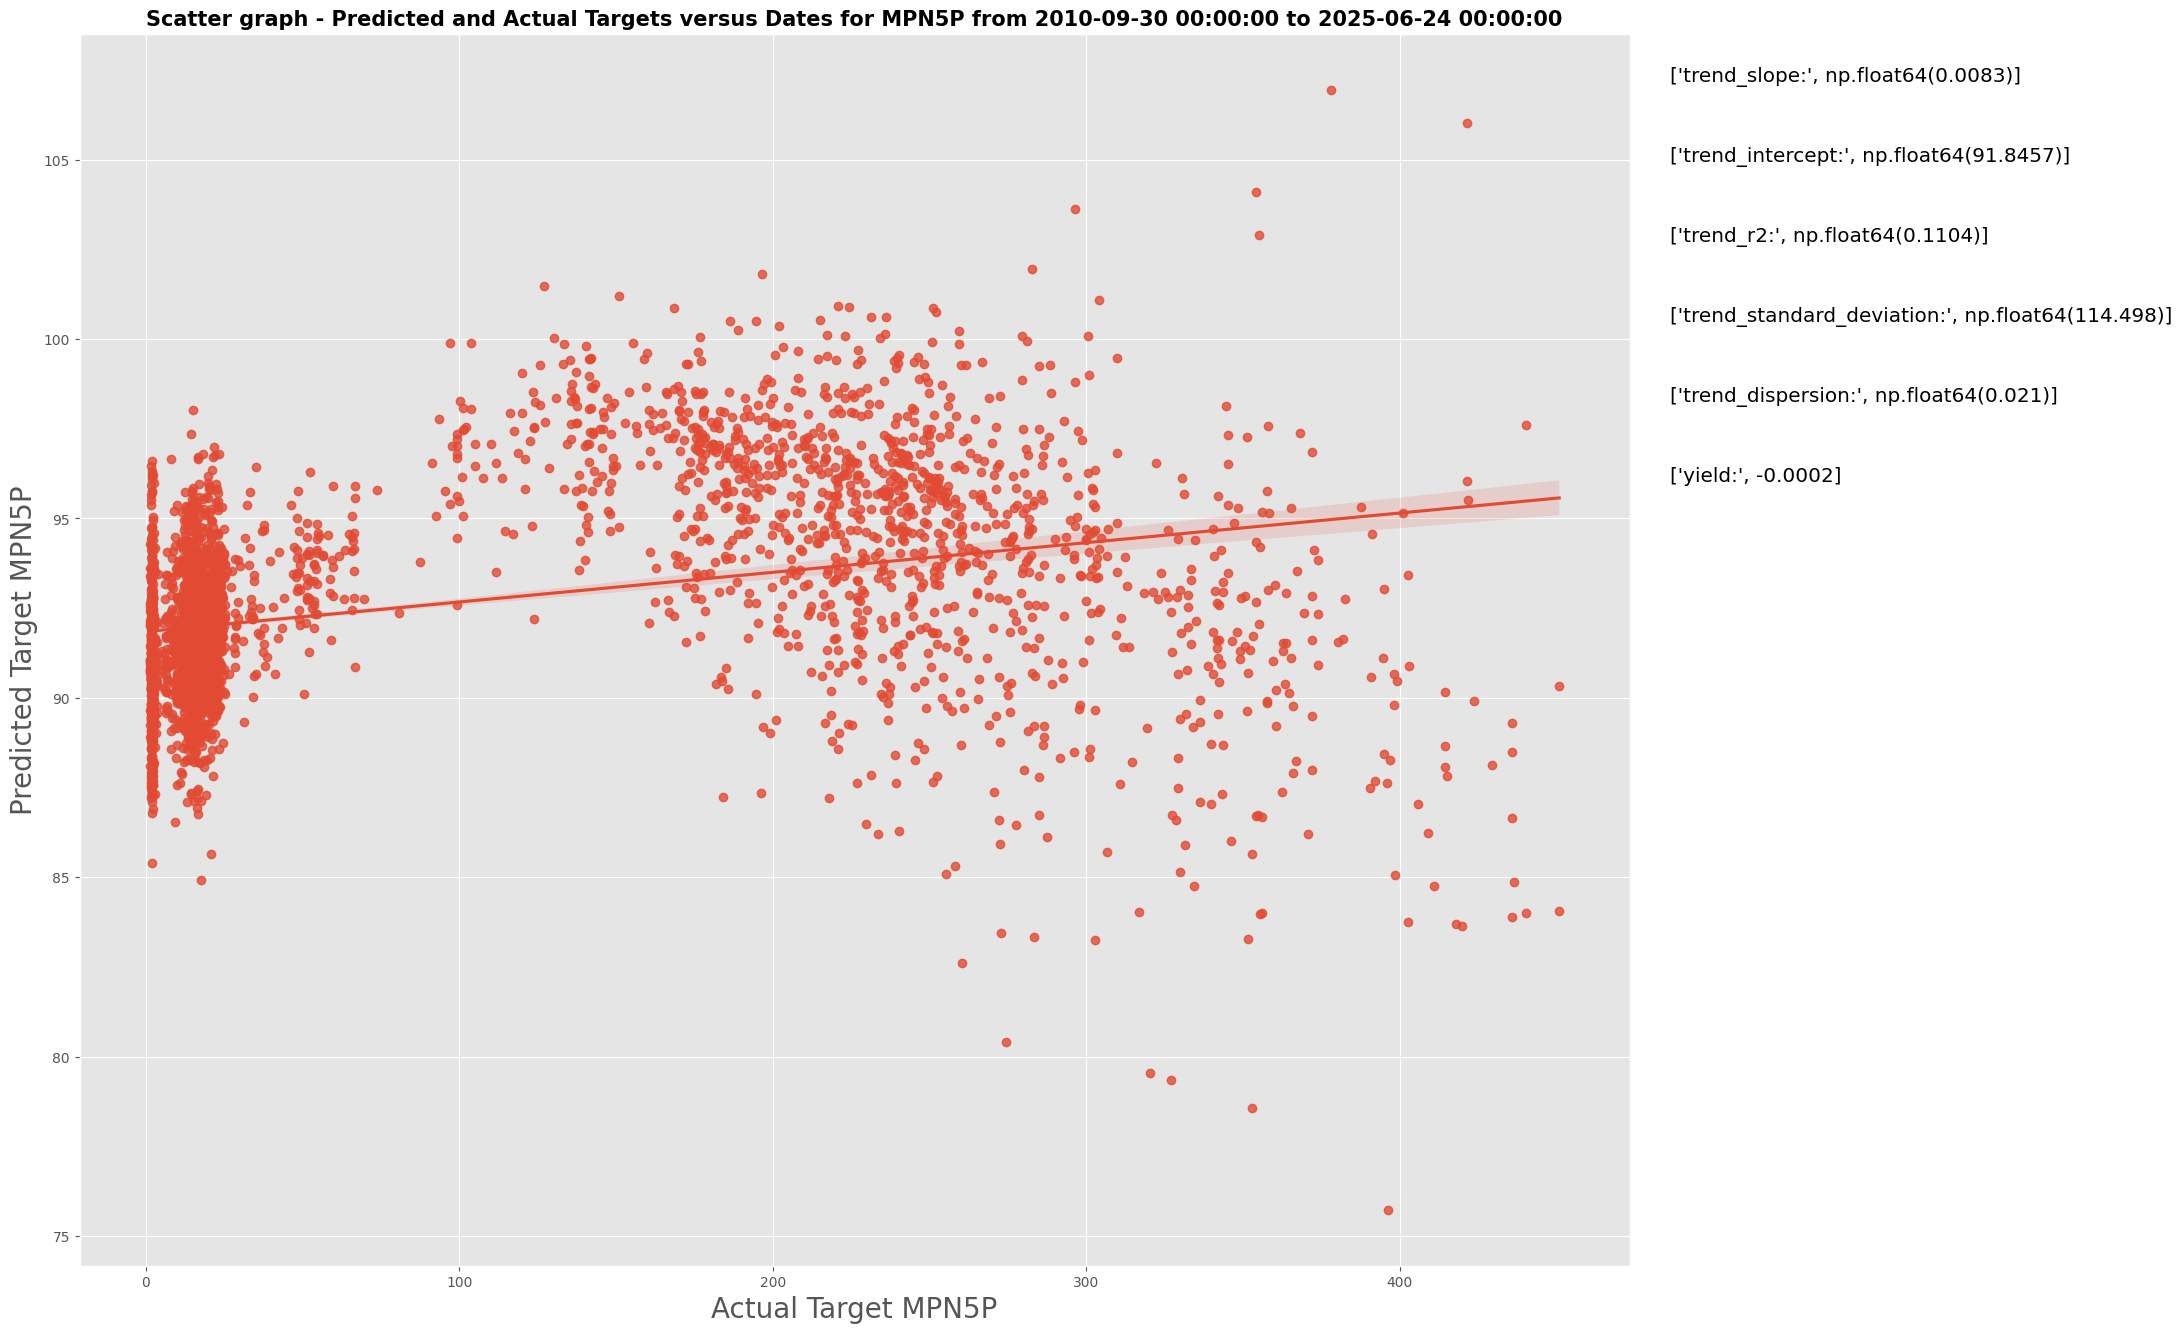 Scatter graph - Predicted and Actual Targets versus Dates for MPN5P from 2010-09-30 00:00:00 to 2025-06-24 00:00:00
['trend_slope:', np.float64(0.0083)]
['trend_intercept:', np.float64(91.8457)]
['trend_r2:', np.float64(0.1104)]
['trend_standard_deviation:', np.float64(114.498)]
['trend_dispersion:', np.float64(0.021)]
['yield:', -0.0002]
Predicted Target MPN5P
105
100
95
90
85
80
75
0 100 200 300 400
Actual Target MPN5P